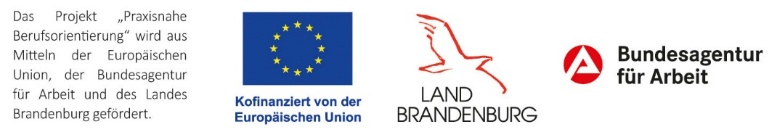 Das Projekt „Praxisnahe
Berufsorientierung“ wird aus
Mitteln der Europäischen
Union, der Bundesagentur
für Arbeit und des Landes
Brandenburg gefördert.
Kofinanziert von der
Europäischen Union
LAND
BRANDENBURG
Bundesagentur
für Arbeit